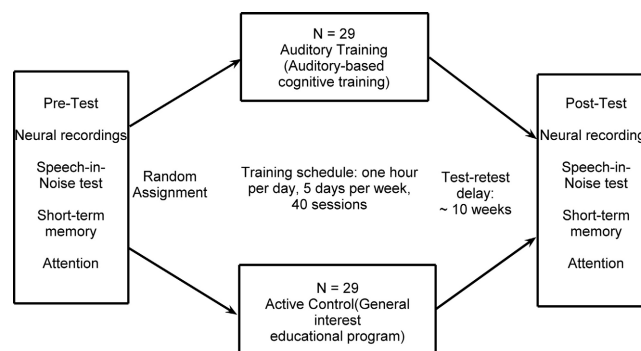 N = 29
Auditory Training
(Auditory-based
cognitive training)
Pre-Test
Neural recordings
Speech-in-
Noise test
Short-term
memory
Attention
Random
Assignment
Training schedule: one hour
per day, 5 days per week,
40 sessions
Test-retest
delay:
~ 10 weeks
Post-Test
Neural recording
Speech-in-
Noise test
Short-term
memory
Attention
N = 29
Active Control(General
interest
educational program)